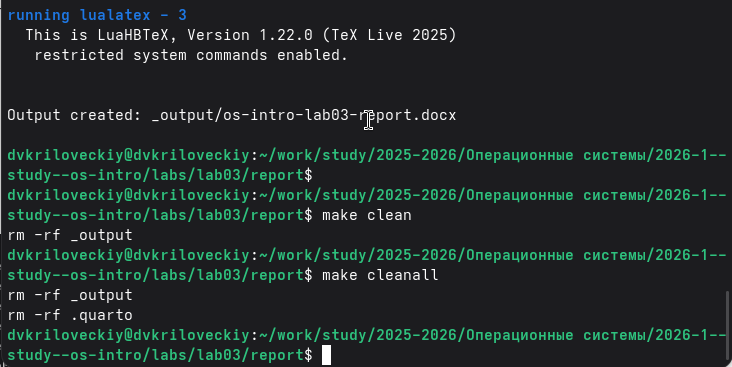 running lualatex - 3
This is LuaHBTeX, Version 1.22.0 (TeX Live 2025)
restricted system commands enabled.
Output created: _output/os-intro-lab03-report.docx
dvkriloveckiy@dvkriloveckiy:~/work/study/2025-2026/Операционные системы/2026-1--
study--os-intro/labs/lab03/report$
dvkriloveckiy@dvkriloveckiy:~/work/study/2025-2026/Операционные системы/2026-1--
study--os-intro/labs/lab03/report$ make clean
rm -rf _output
dvkriloveckiy@dvkriloveckiy:~/work/study/2025-2026/Операционные системы/2026-1--
study--os-intro/labs/lab03/report$ make cleanall
rm -rf _output
rm -rf .quarto
dvkriloveckiy@dvkriloveckiy:~/work/study/2025-2026/Операционные системы/2026-1--
study--os-intro/labs/lab03/report$